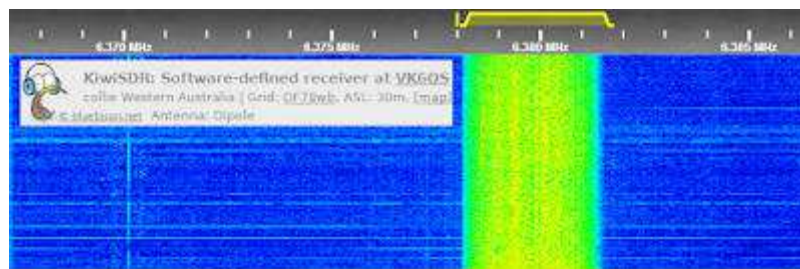 6.370 MHz 6.375 MHz 6.380 MHz 6.385 MHz
KiwiSDR: Software-defined receiver at VK6QS
collie Western Australia | Grid: OF78wb, ASL: 30m, [map]
© bluebison.net Antenna: Dipole